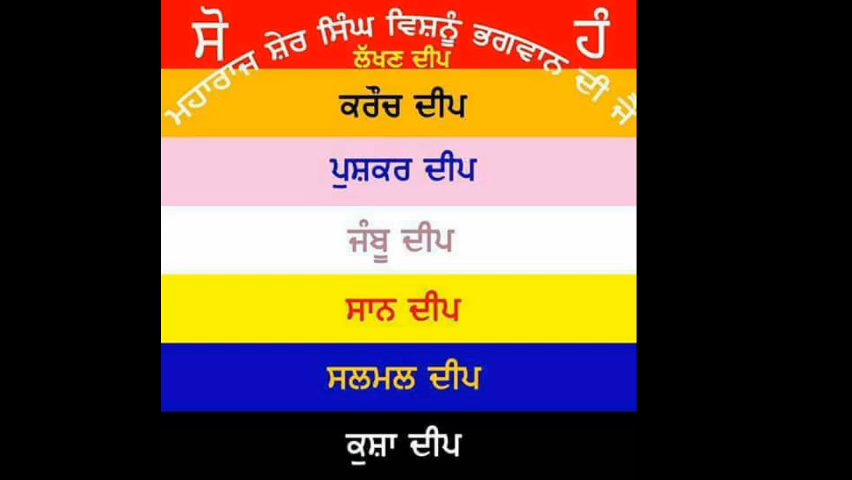 ਸੋ ਹੰ
ਮਹਾਰਾਜ ਸ਼ੇਰ ਸਿੰਘ ਵਿਸ਼ਨੂੰ ਭਗਵਾਨ ਦੀ ਜੈ
ਲੱਖਣ ਦੀਪ
ਕਰੌਚ ਦੀਪ
ਪੁਸ਼ਕਰ ਦੀਪ
ਜੰਬੂ ਦੀਪ
ਸਾਨ ਦੀਪ
ਸਲਮਲ ਦੀਪ
ਕੁਸ਼ਾ ਦੀਪ